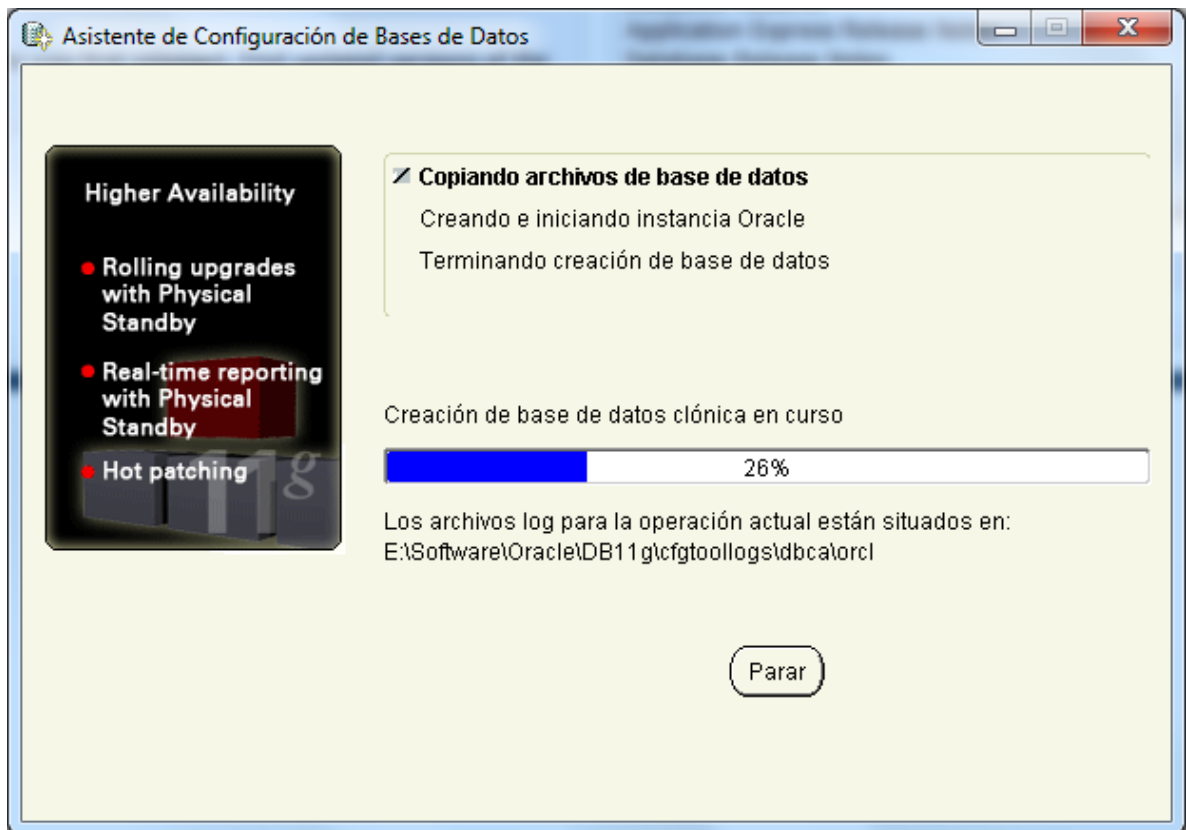 Asistente de Configuración de Bases de Datos
Higher Availability
Rolling upgrades
with Physical
Standby
Real-time reporting
with Physical
Standby
Hot patching
11g
Copiando archivos de base de datos
Creando e iniciando instancia Oracle
Terminando creación de base de datos
Creación de base de datos clónica en curso
26%
Los archivos log para la operación actual están situados en:
E:\Software\Oracle\DB11g\cfgtoollogs\dbca\orcl
Parar